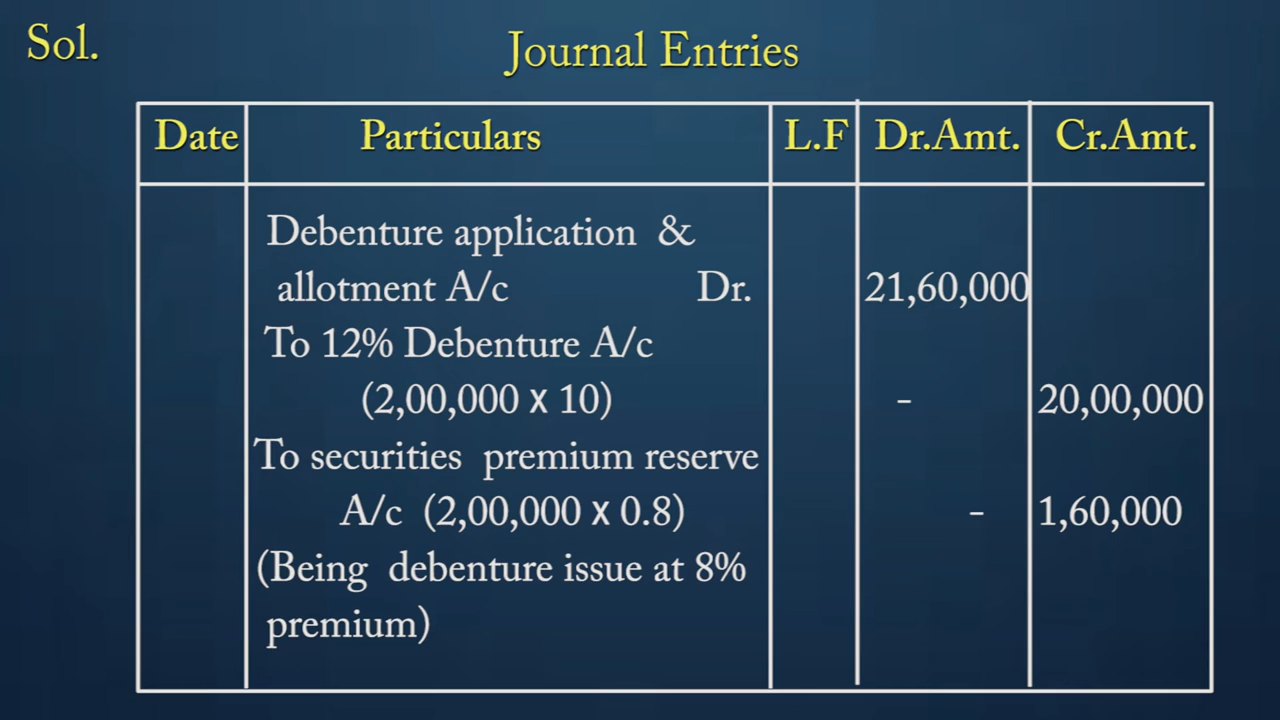 Sol.
Journal Entries
Date Particulars L.F Dr.Amt. Cr.Amt.
Debenture application &
allotment A/c Dr. 21,60,000
To 12% Debenture A/c
(2,00,000 x 10) - 20,00,000
To securities premium reserve
A/c (2,00,000 x 0.8) - 1,60,000
(Being debenture issue at 8%
premium)